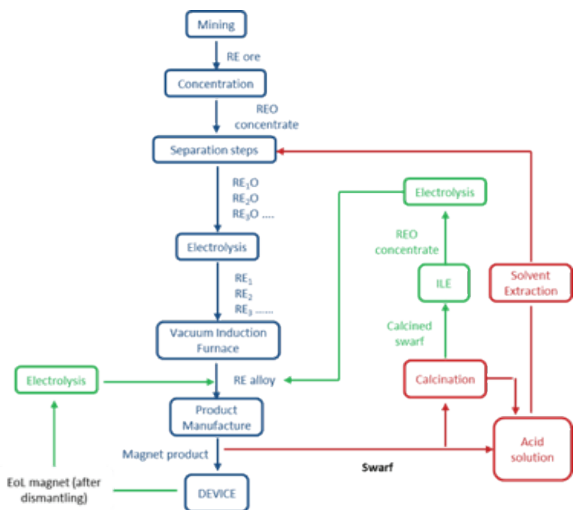 Mining
RE ore
Concentration
REO
concentrate
Separation steps
RE₁O
RE₂O
RE₃O ....
Electrolysis
Electrolysis
REO
concentrate
ILE
Solvent
Extraction
RE₁
RE₂
RE₃ ......
Vacuum Induction
Furnace
Calcined
swarf
Electrolysis
RE alloy
Calcination
Product
Manufacture
Acid
solution
Magnet product
Swarf
EoL magnet (after
dismantling)
DEVICE